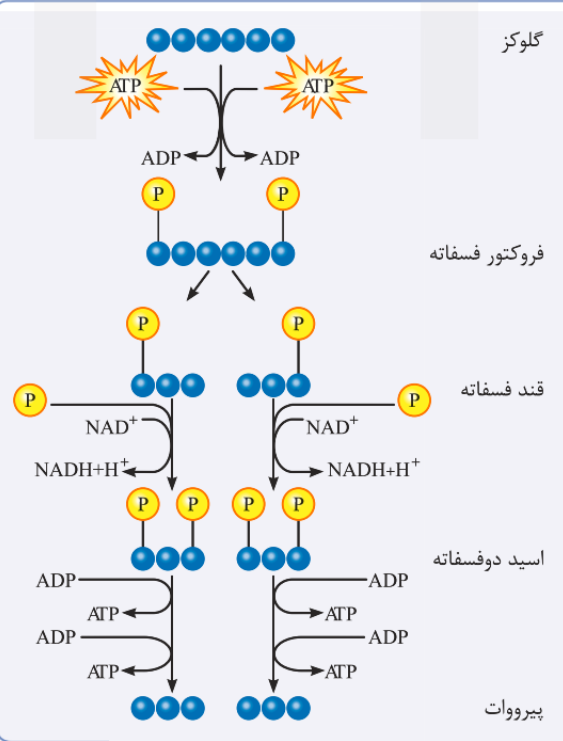 گلوکز
ATP ATP
ADP ADP
P P
فروکتور فسفاته
P P
قند فسفاته
P P
NAD+ NAD+
NADH+H+ NADH+H+
P P P P
اسید دوفسفاته
ADP ADP
ATP ATP
ADP ADP
ATP ATP
پیرووات